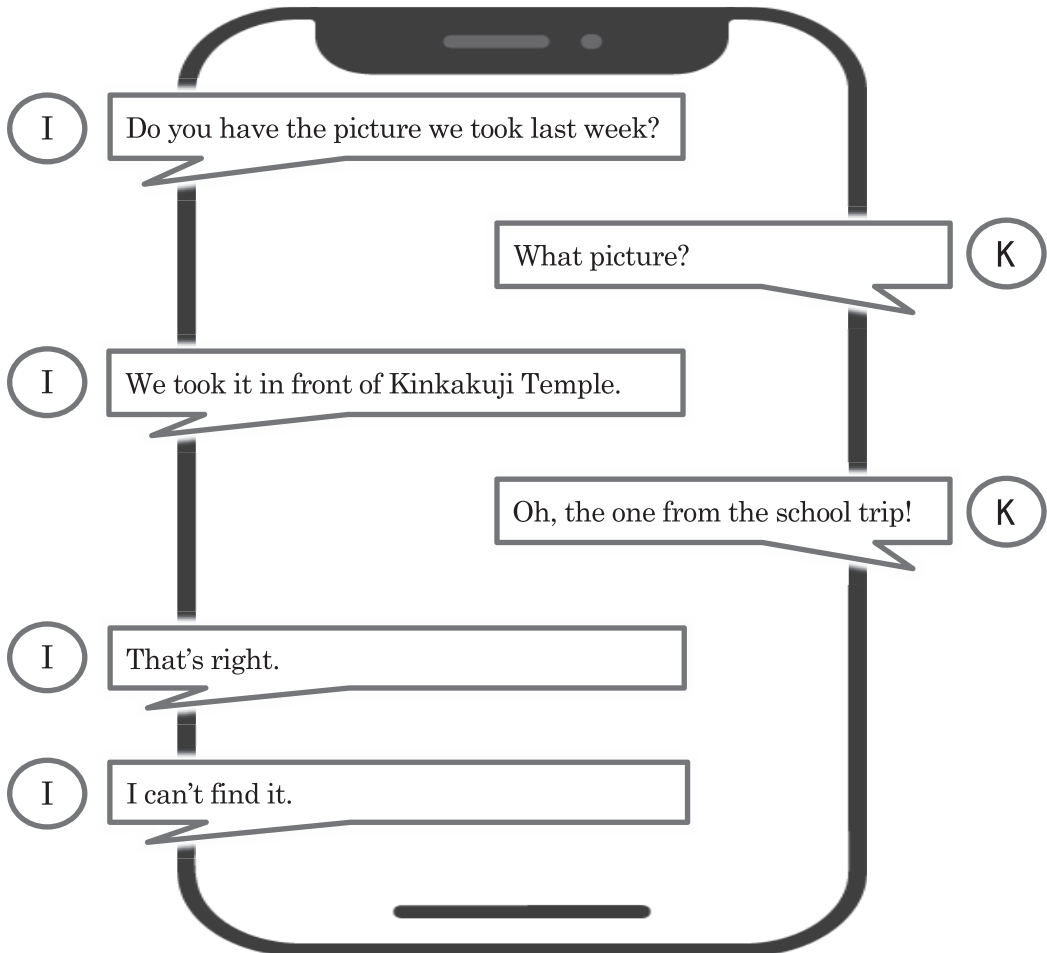 I
Do you have the picture we took last week?
What picture?
K
I
We took it in front of Kinkakuji Temple.
Oh, the one from the school trip!
K
I
That's right.
I
I can't find it.